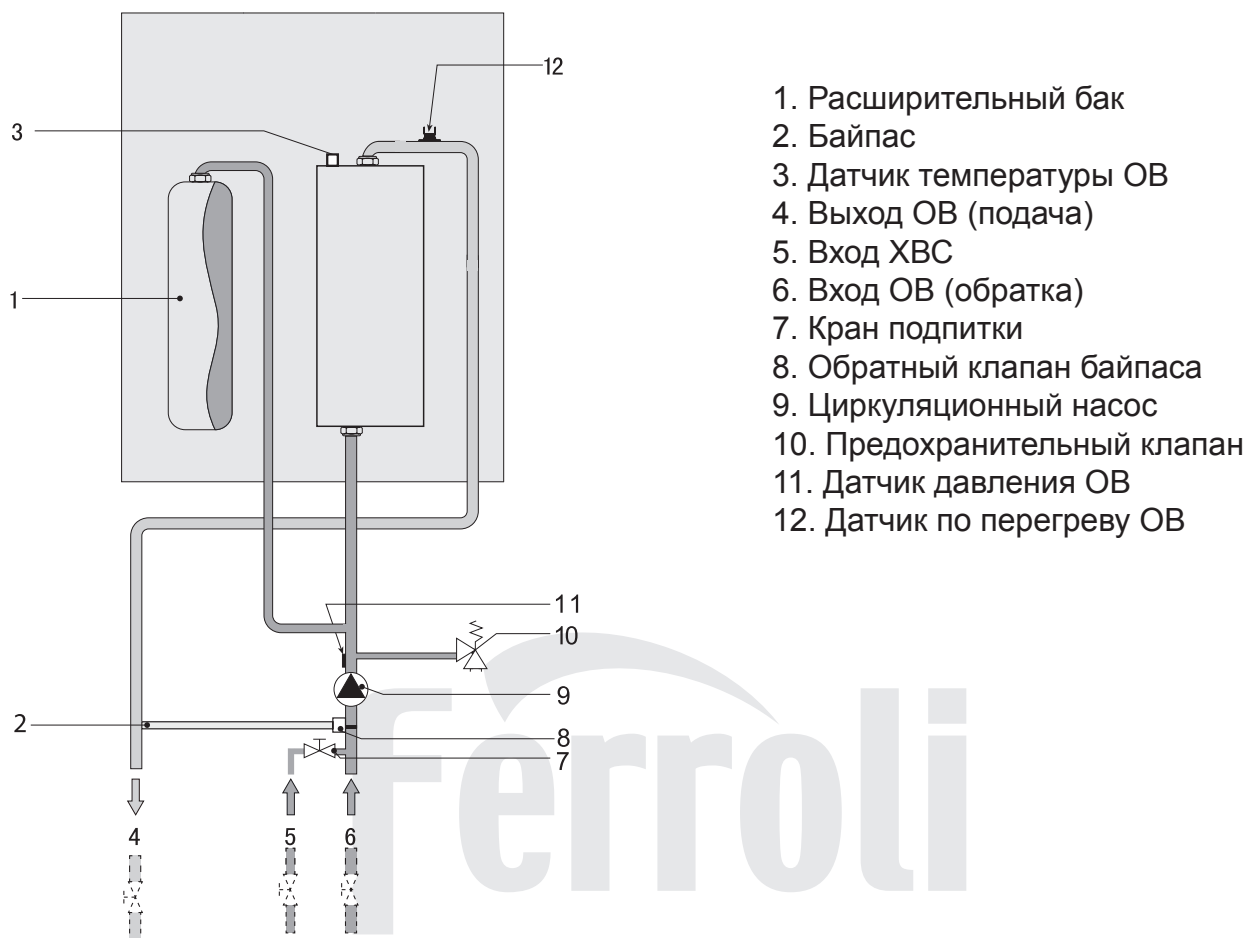 12
3
1
11
10
9
2
8
7
4
5
6
1. Расширительный бак
2. Байпас
3. Датчик температуры ОВ
4. Выход ОВ (подача)
5. Вход ХВС
6. Вход ОВ (обратка)
7. Кран подпитки
8. Обратный клапан байпаса
9. Циркуляционный насос
10. Предохранительный клапан
11. Датчик давления ОВ
12. Датчик по перегреву ОВ
Ferroli